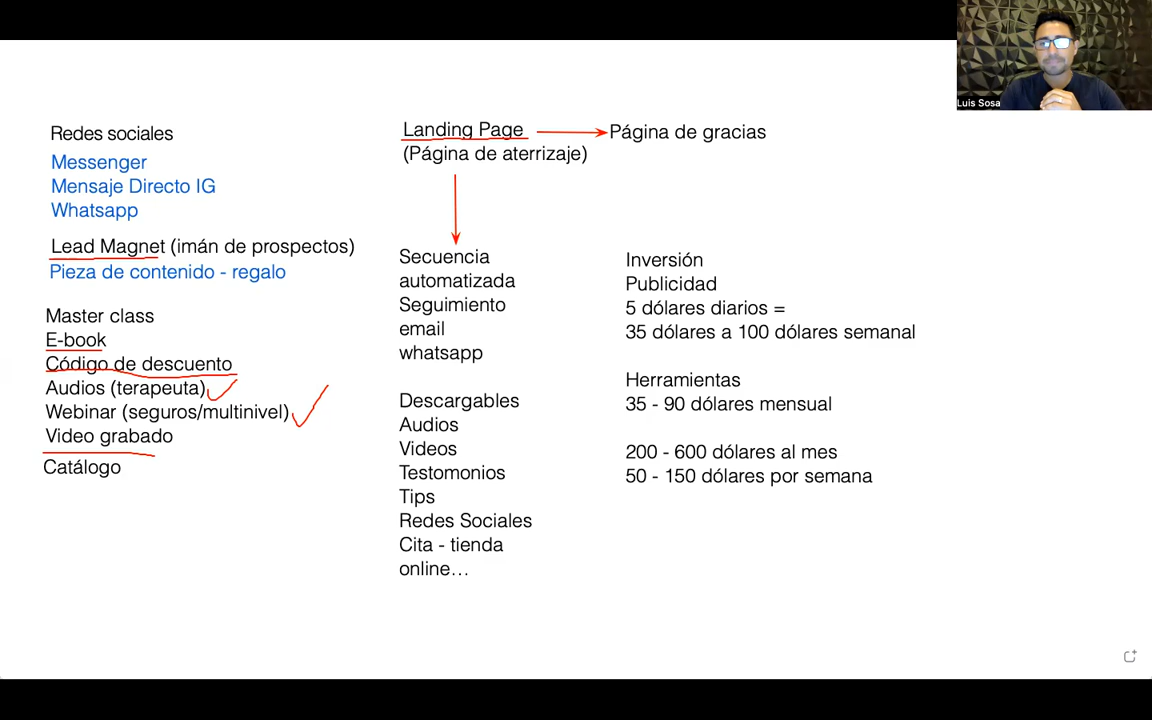 Luis Sosa
Redes sociales
Messenger
Mensaje Directo IG
Whatsapp
Lead Magnet (imán de prospectos)
Pieza de contenido - regalo
Master class
E-book
Código de descuento
Audios (terapeuta)
Webinar (seguros/multinivel)
Video grabado
Catálogo
Landing Page
(Página de aterrizaje)
Página de gracias
Secuencia
automatizada
Seguimiento
email
whatsapp
Descargables
Audios
Videos
Testomonios
Tips
Redes Sociales
Cita - tienda
online…
Inversión
Publicidad
5 dólares diarios =
35 dólares a 100 dólares semanal
Herramientas
35 - 90 dólares mensual
200 - 600 dólares al mes
50 - 150 dólares por semana